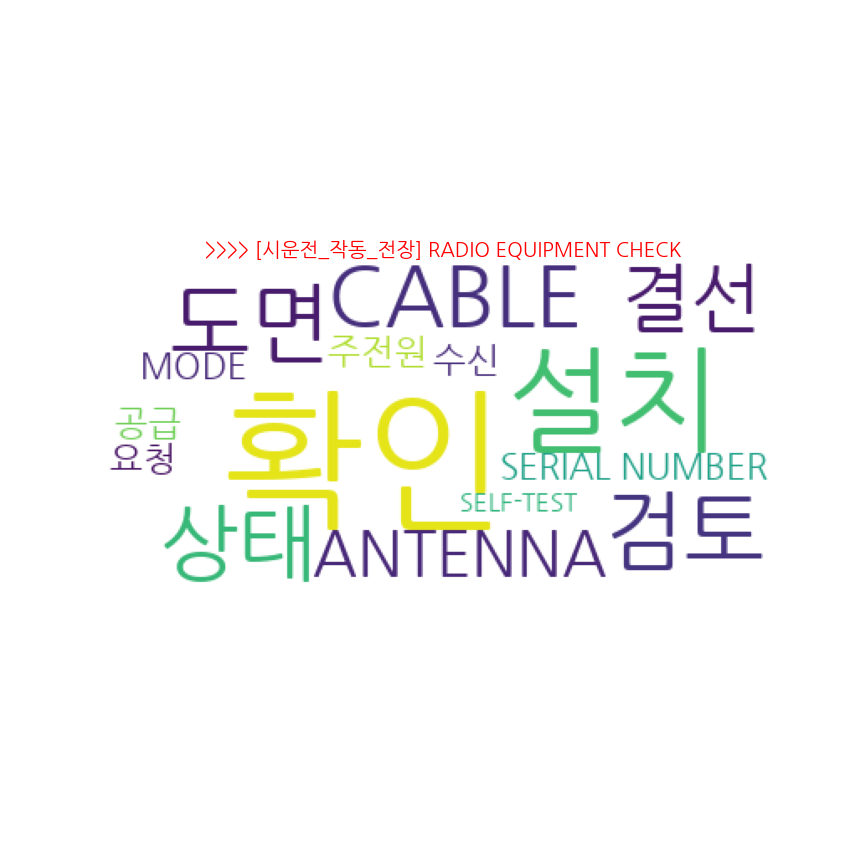 >>>> [시운전_작동_전장] RADIO EQUIPMENT CHECK
도면
CABLE
결선
MODE
주전원
수신
설치
확인
공급
요청
SERIAL NUMBER
SELF-TEST
상태
ANTENNA
검토